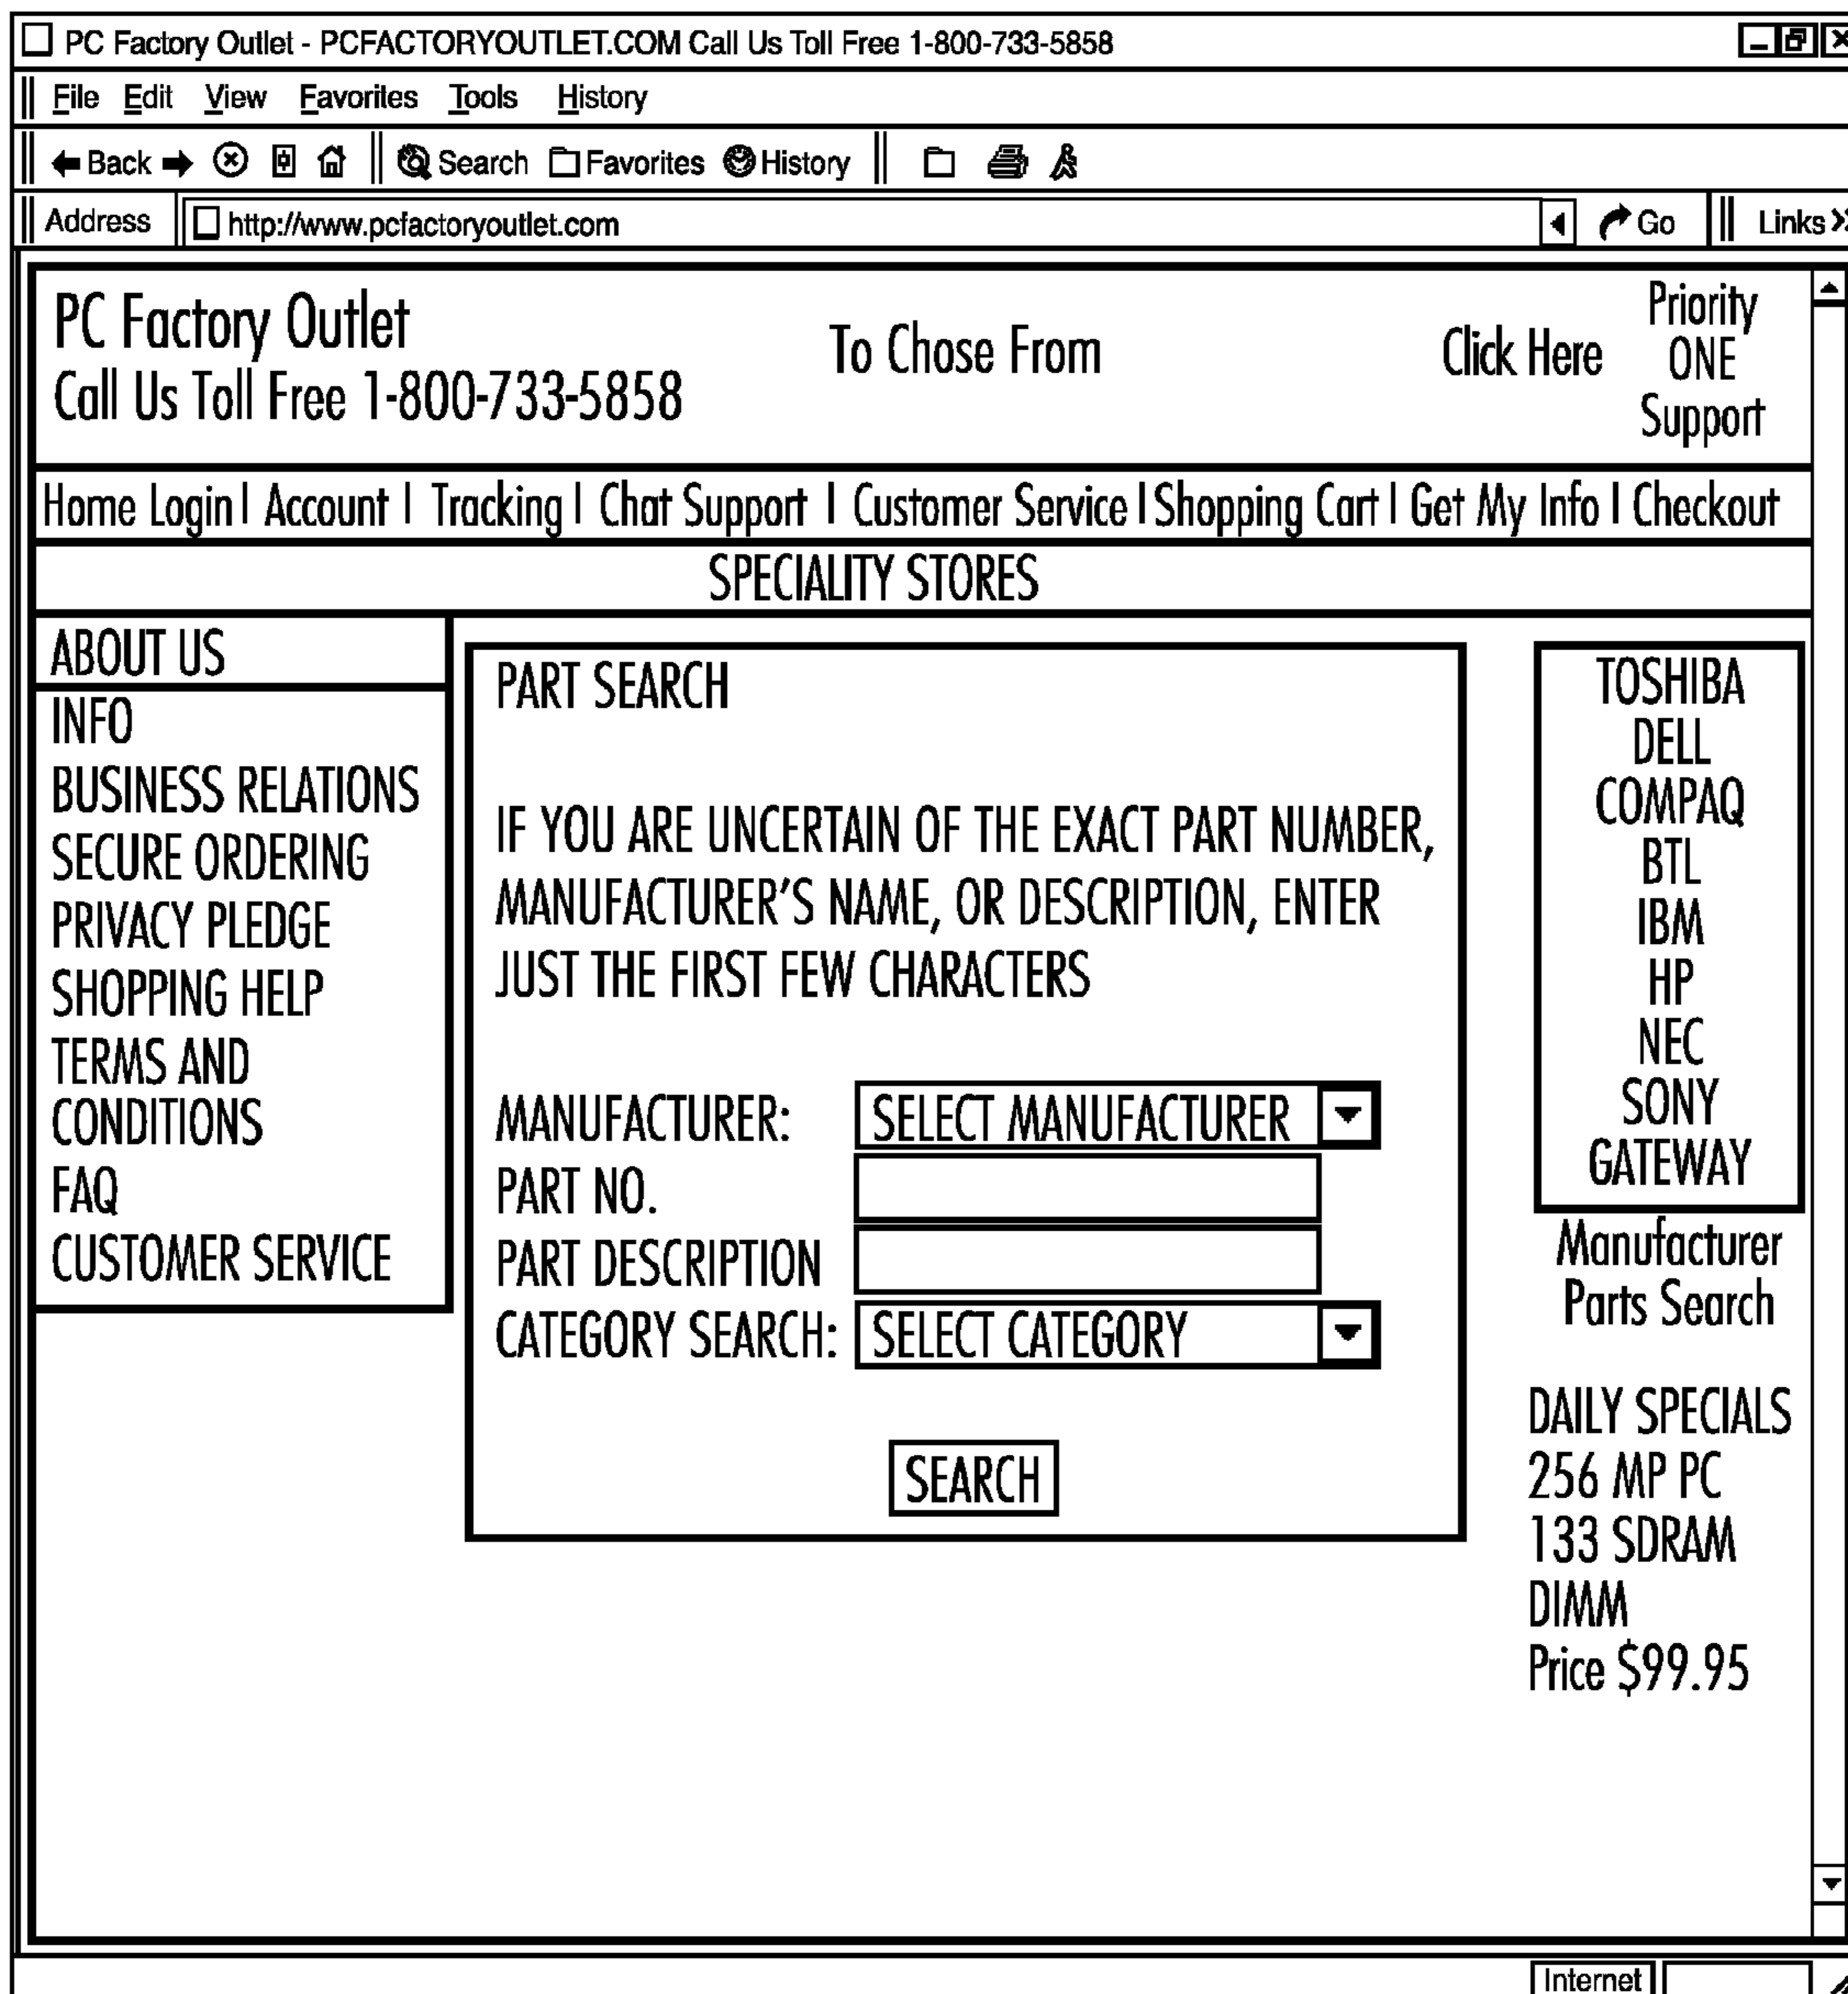 PC Factory Outlet - PCFACTORYOUTLET.COM Call Us Toll Free 1-800-733-5858
File Edit View Favorites Tools History
Back Search Favorites History
Address http://www.pcfactoryoutlet.com Go Links
PC Factory Outlet
Call Us Toll Free 1-800-733-5858
To Chose From
Click Here
Priority
ONE
Support
Home Login| Account | Tracking| Chat Support | Customer Service |Shopping Cart | Get My Info | Checkout
SPECIALITY STORES
ABOUT US
INFO
BUSINESS RELATIONS
SECURE ORDERING
PRIVACY PLEDGE
SHOPPING HELP
TERMS AND
CONDITIONS
FAQ
CUSTOMER SERVICE
PART SEARCH
IF YOU ARE UNCERTAIN OF THE EXACT PART NUMBER,
MANUFACTURER'S NAME, OR DESCRIPTION, ENTER
JUST THE FIRST FEW CHARACTERS
MANUFACTURER: SELECT MANUFACTURER
PART NO.
PART DESCRIPTION
CATEGORY SEARCH: SELECT CATEGORY
SEARCH
TOSHIBA
DELL
COMPAQ
BTL
IBM
HP
NEC
SONY
GATEWAY
Manufacturer
Parts Search
DAILY SPECIALS
256 MP PC
133 SDRAM
DIMM
Price $99.95
Internet